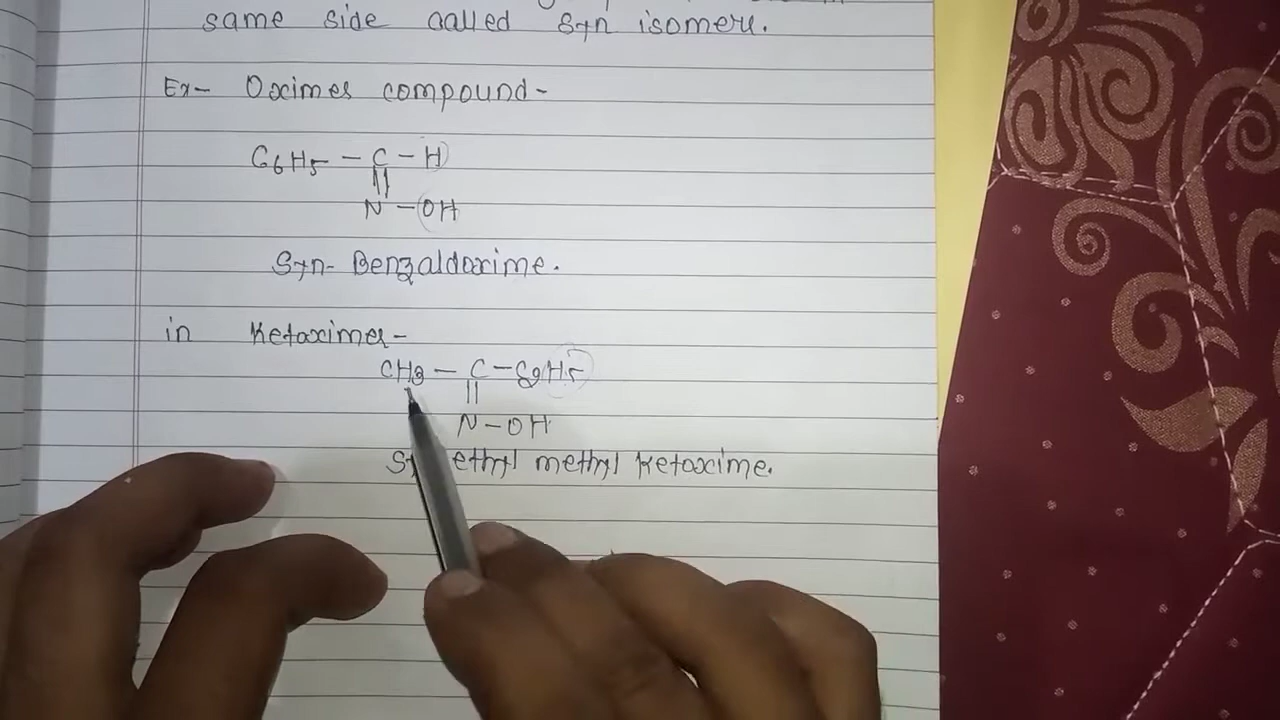 same side called syn isomer.
Ex- Oximes compound-
C6H5 - C - H
||
N - OH
Syn- Benzaldoxime.
in Ketoximes-
CH3 - C - C2H5
||
N - OH
ethyl methyl ketoxime.